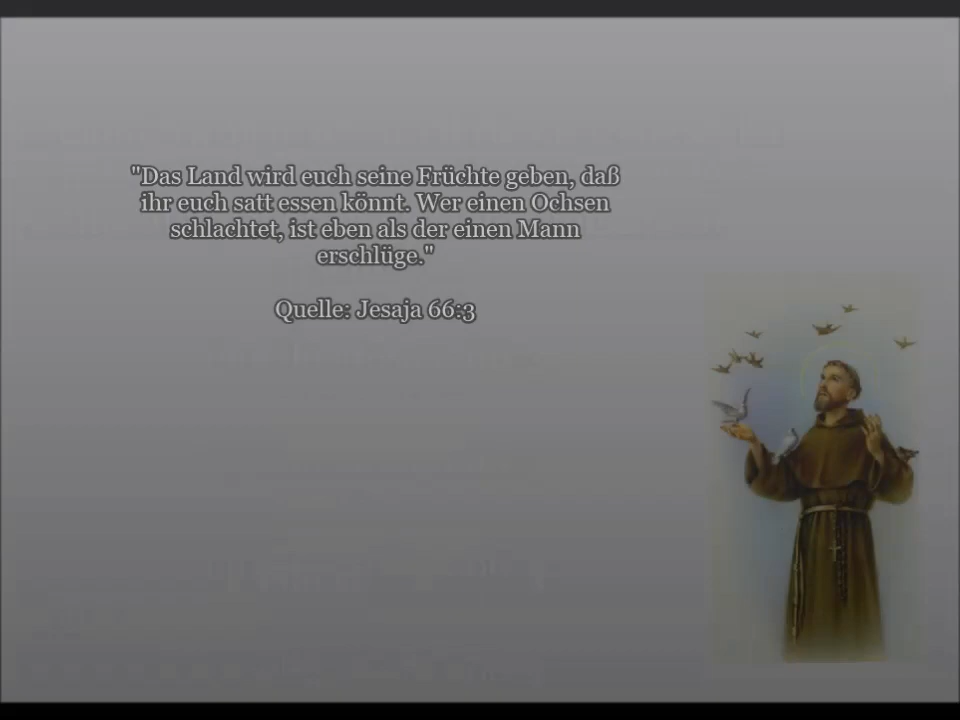 "Das Land wird euch seine Früchte geben, daß
ihr euch satt essen könnt. Wer einen Ochsen
schlachtet, ist eben als der einen Mann
erschlüge."
Quelle: Jesaja 66:3